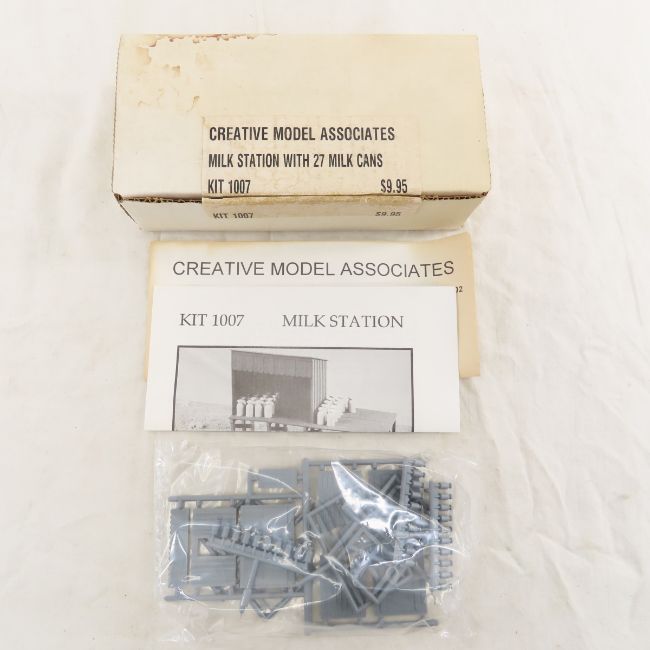 CREATIVE MODEL ASSOCIATES
MILK STATION WITH 27 MILK CANS
KIT 1007 $9.95
KIT 1007 $9.95
CREATIVE MODEL ASSOCIATES
02
KIT 1007 MILK STATION